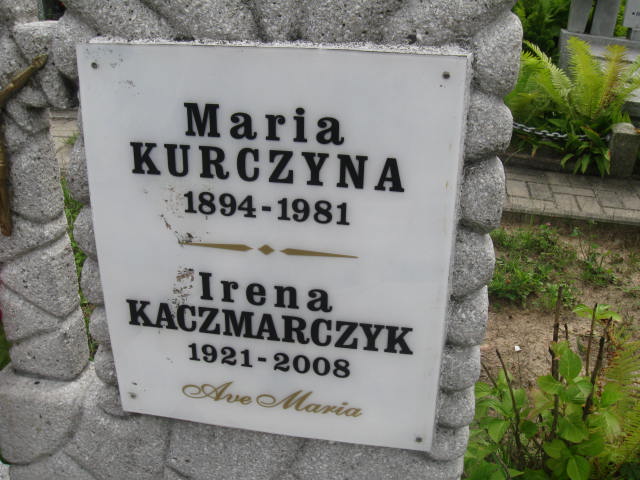 Maria
KURCZYNA
1894-1981
Irena
KACZMARCZYK
1921-2008
Ave Maria